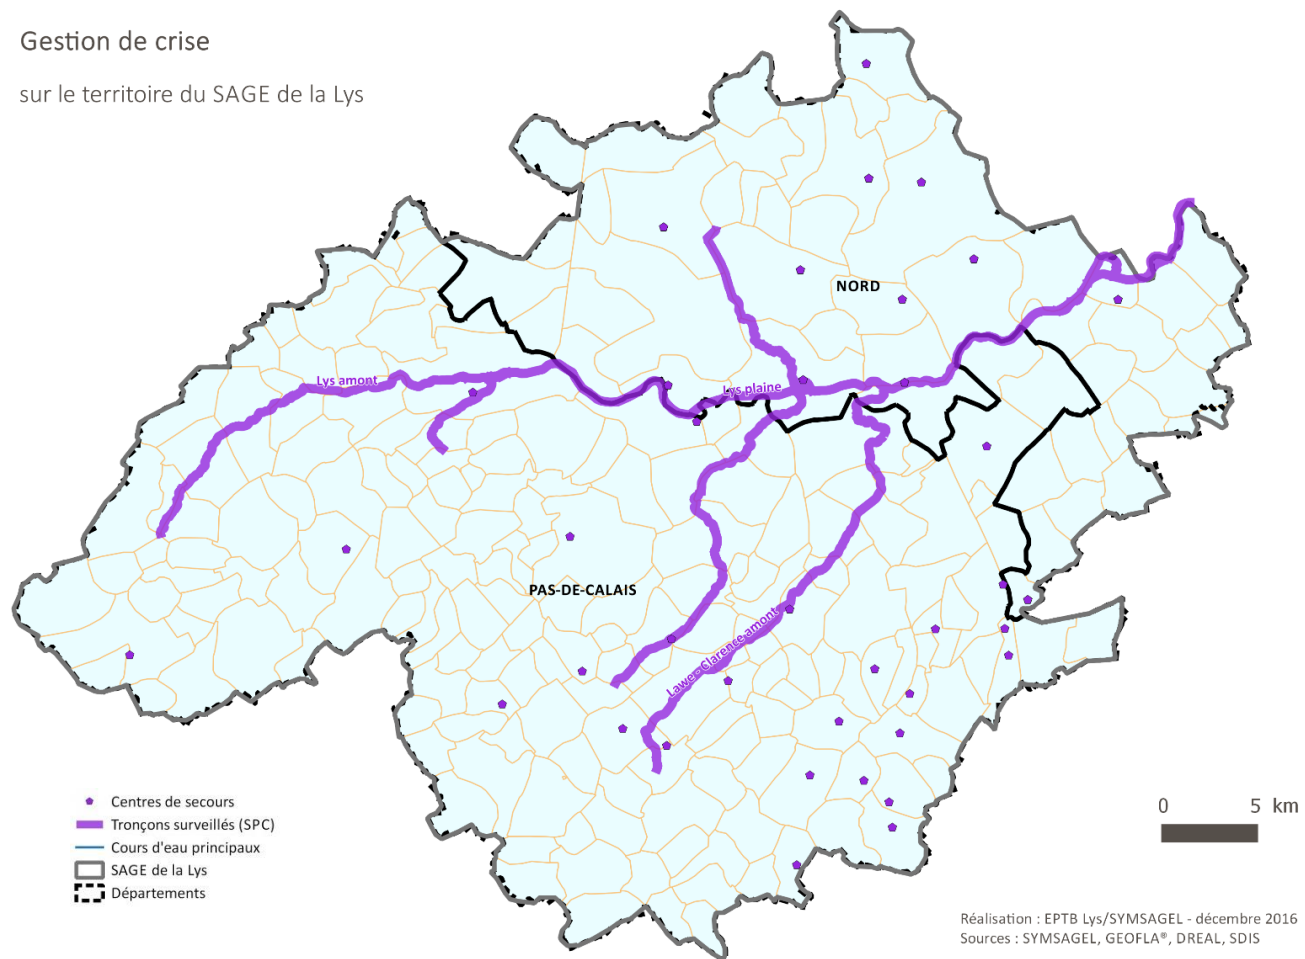 Gestion de crise
sur le territoire du SAGE de la Lys
NORD
Lys amont
Lys plaine
PAS-DE-CALAIS
Lawe - Clarence amont
Centres de secours
Tronçons surveillés (SPC)
Cours d'eau principaux
SAGE de la Lys
Départements
0 5 km
Réalisation : EPTB Lys/SYMSAGEL - décembre 2016
Sources : SYMSAGEL, GEOFLA®, DREAL, SDIS